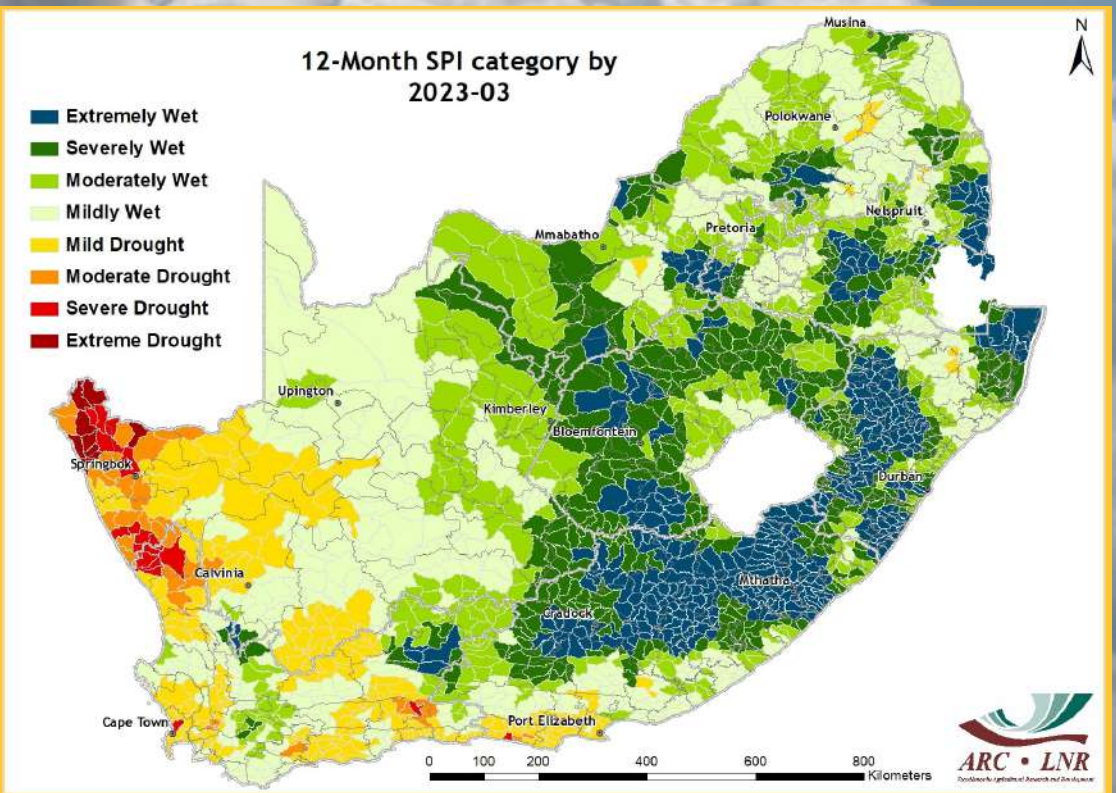 12-Month SPI category by
2023-03
N
Extremely Wet
Severely Wet
Moderately Wet
Mildly Wet
Mild Drought
Moderate Drought
Severe Drought
Extreme Drought
Musina
Polokwane
Nelspruit
Pretoria
Mmabatho
Upington
Kimberley
Bloemfontein
Springbok
Durban
Calvinia
Mthatha
Cradock
Cape Town
Port Elizabeth
0 100 200 400 600 800
Kilometers
ARC • LNR